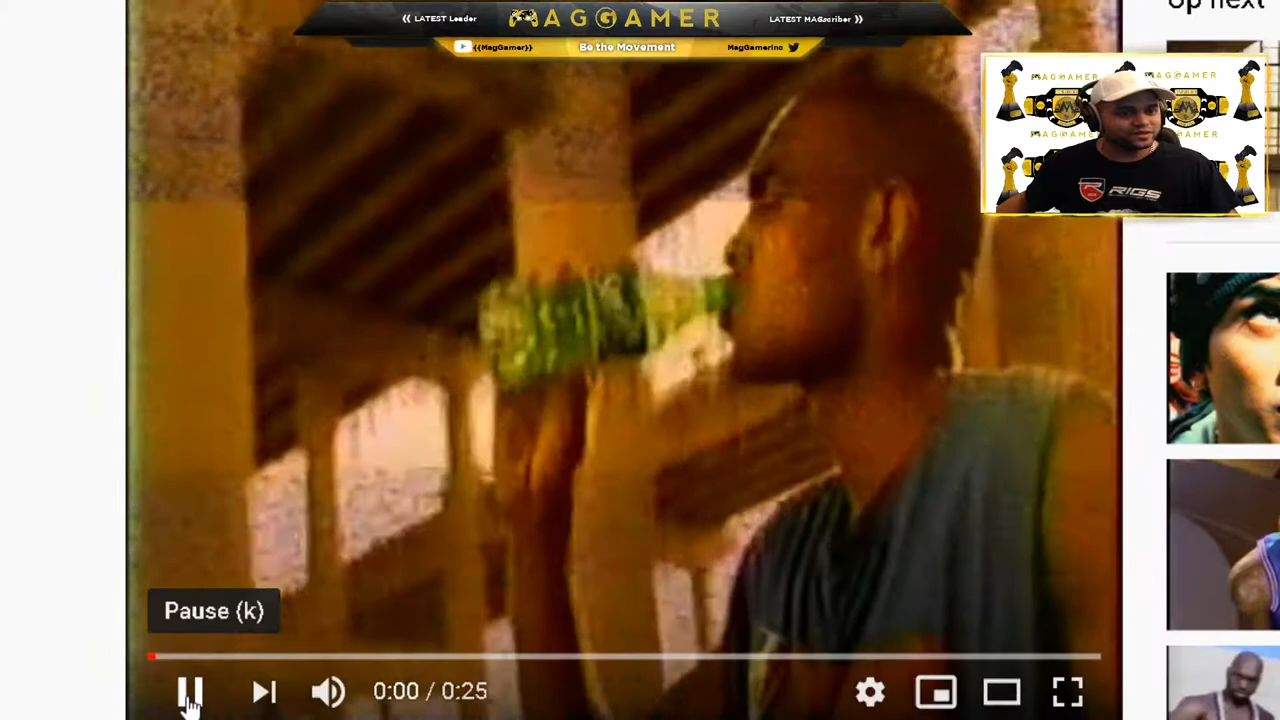 Up next
LATEST Leader
MAGGAMER
LATEST MAGscriber
{{MagGamer}}
Be the Movement
MagGamerInc
MAGGAMER
MAGGAMER
MAGGAMER
MAGGAMER
RIGS
Pause (k)
0:00 / 0:25